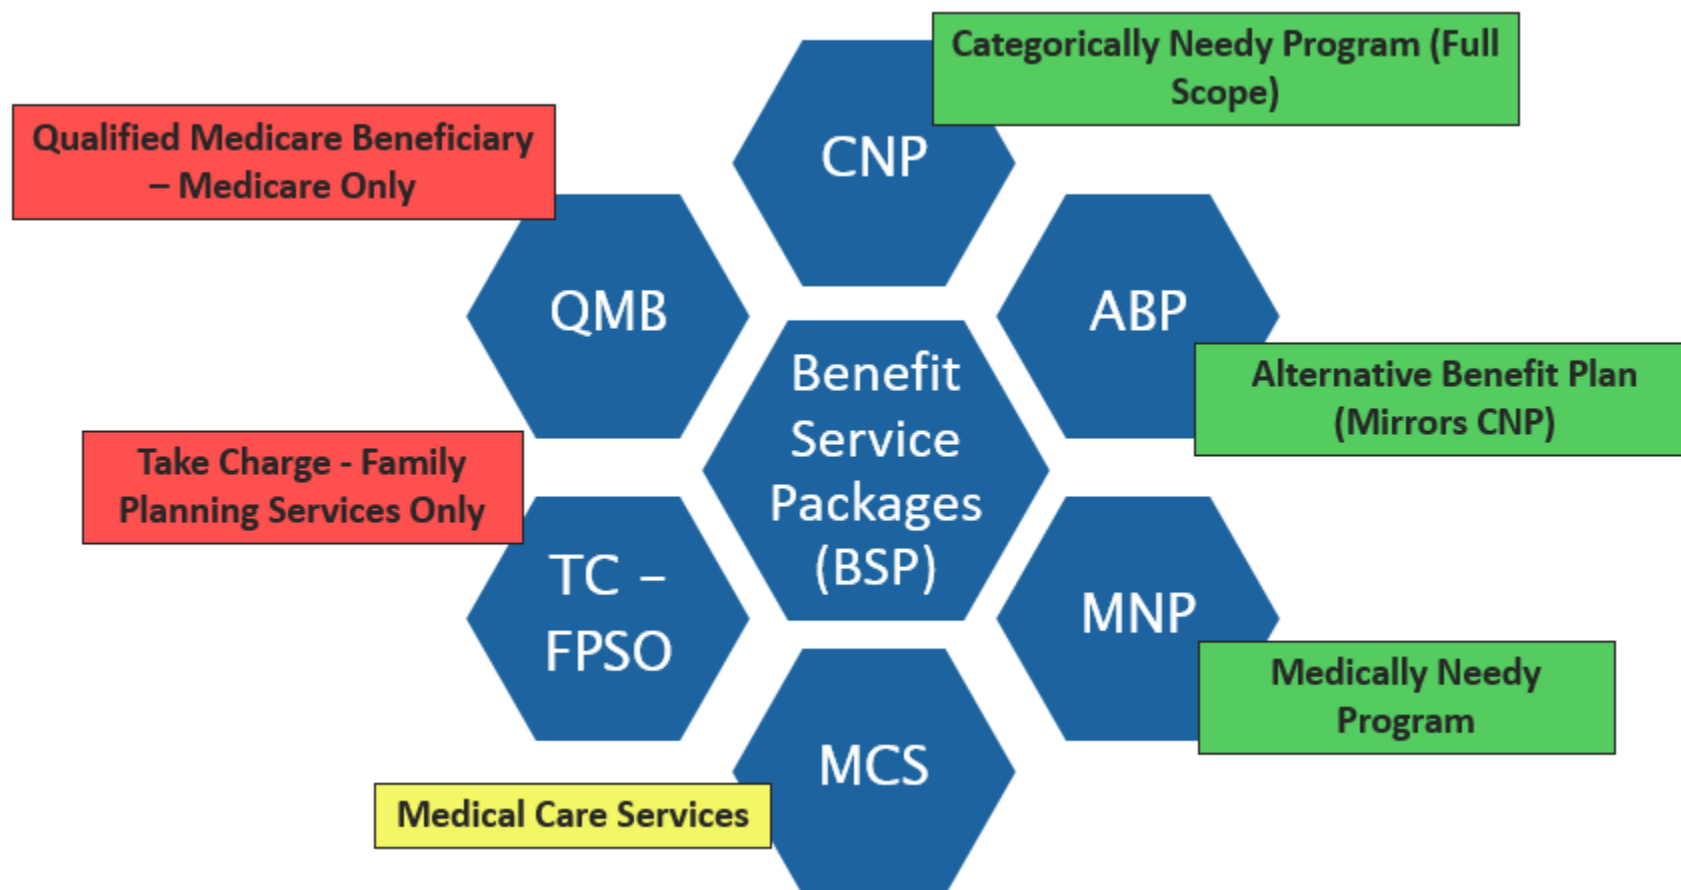 Categorically Needy Program (Full
Scope)
Qualified Medicare Beneficiary
– Medicare Only
CNP
QMB
ABP
Benefit
Service
Packages
(BSP)
Alternative Benefit Plan
(Mirrors CNP)
Take Charge - Family
Planning Services Only
TC –
FPSO
MNP
Medically Needy
Program
MCS
Medical Care Services